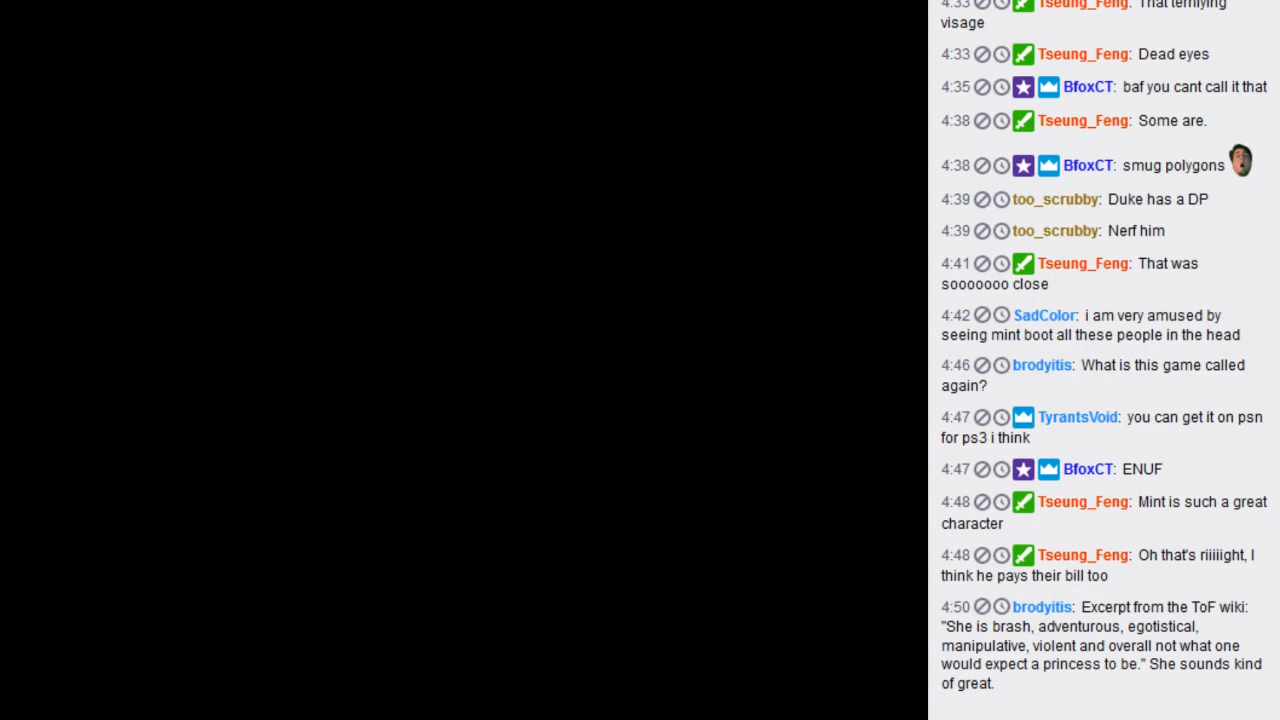 4:33 Tseung_Feng: That terrifying
visage
4:33 Tseung_Feng: Dead eyes
4:35 BfoxCT: baf you cant call it that
4:38 Tseung_Feng: Some are.
4:38 BfoxCT: smug polygons
4:39 too_scrubby: Duke has a DP
4:39 too_scrubby: Nerf him
4:41 Tseung_Feng: That was
sooooooo close
4:42 SadColor: i am very amused by
seeing mint boot all these people in the head
4:46 brodyitis: What is this game called
again?
4:47 TyrantsVoid: you can get it on psn
for ps3 i think
4:47 BfoxCT: ENUF
4:48 Tseung_Feng: Mint is such a great
character
4:48 Tseung_Feng: Oh that's riiiiight, I
think he pays their bill too
4:50 brodyitis: Excerpt from the ToF wiki:
"She is brash, adventurous, egotistical,
manipulative, violent and overall not what one
would expect a princess to be." She sounds kind
of great.